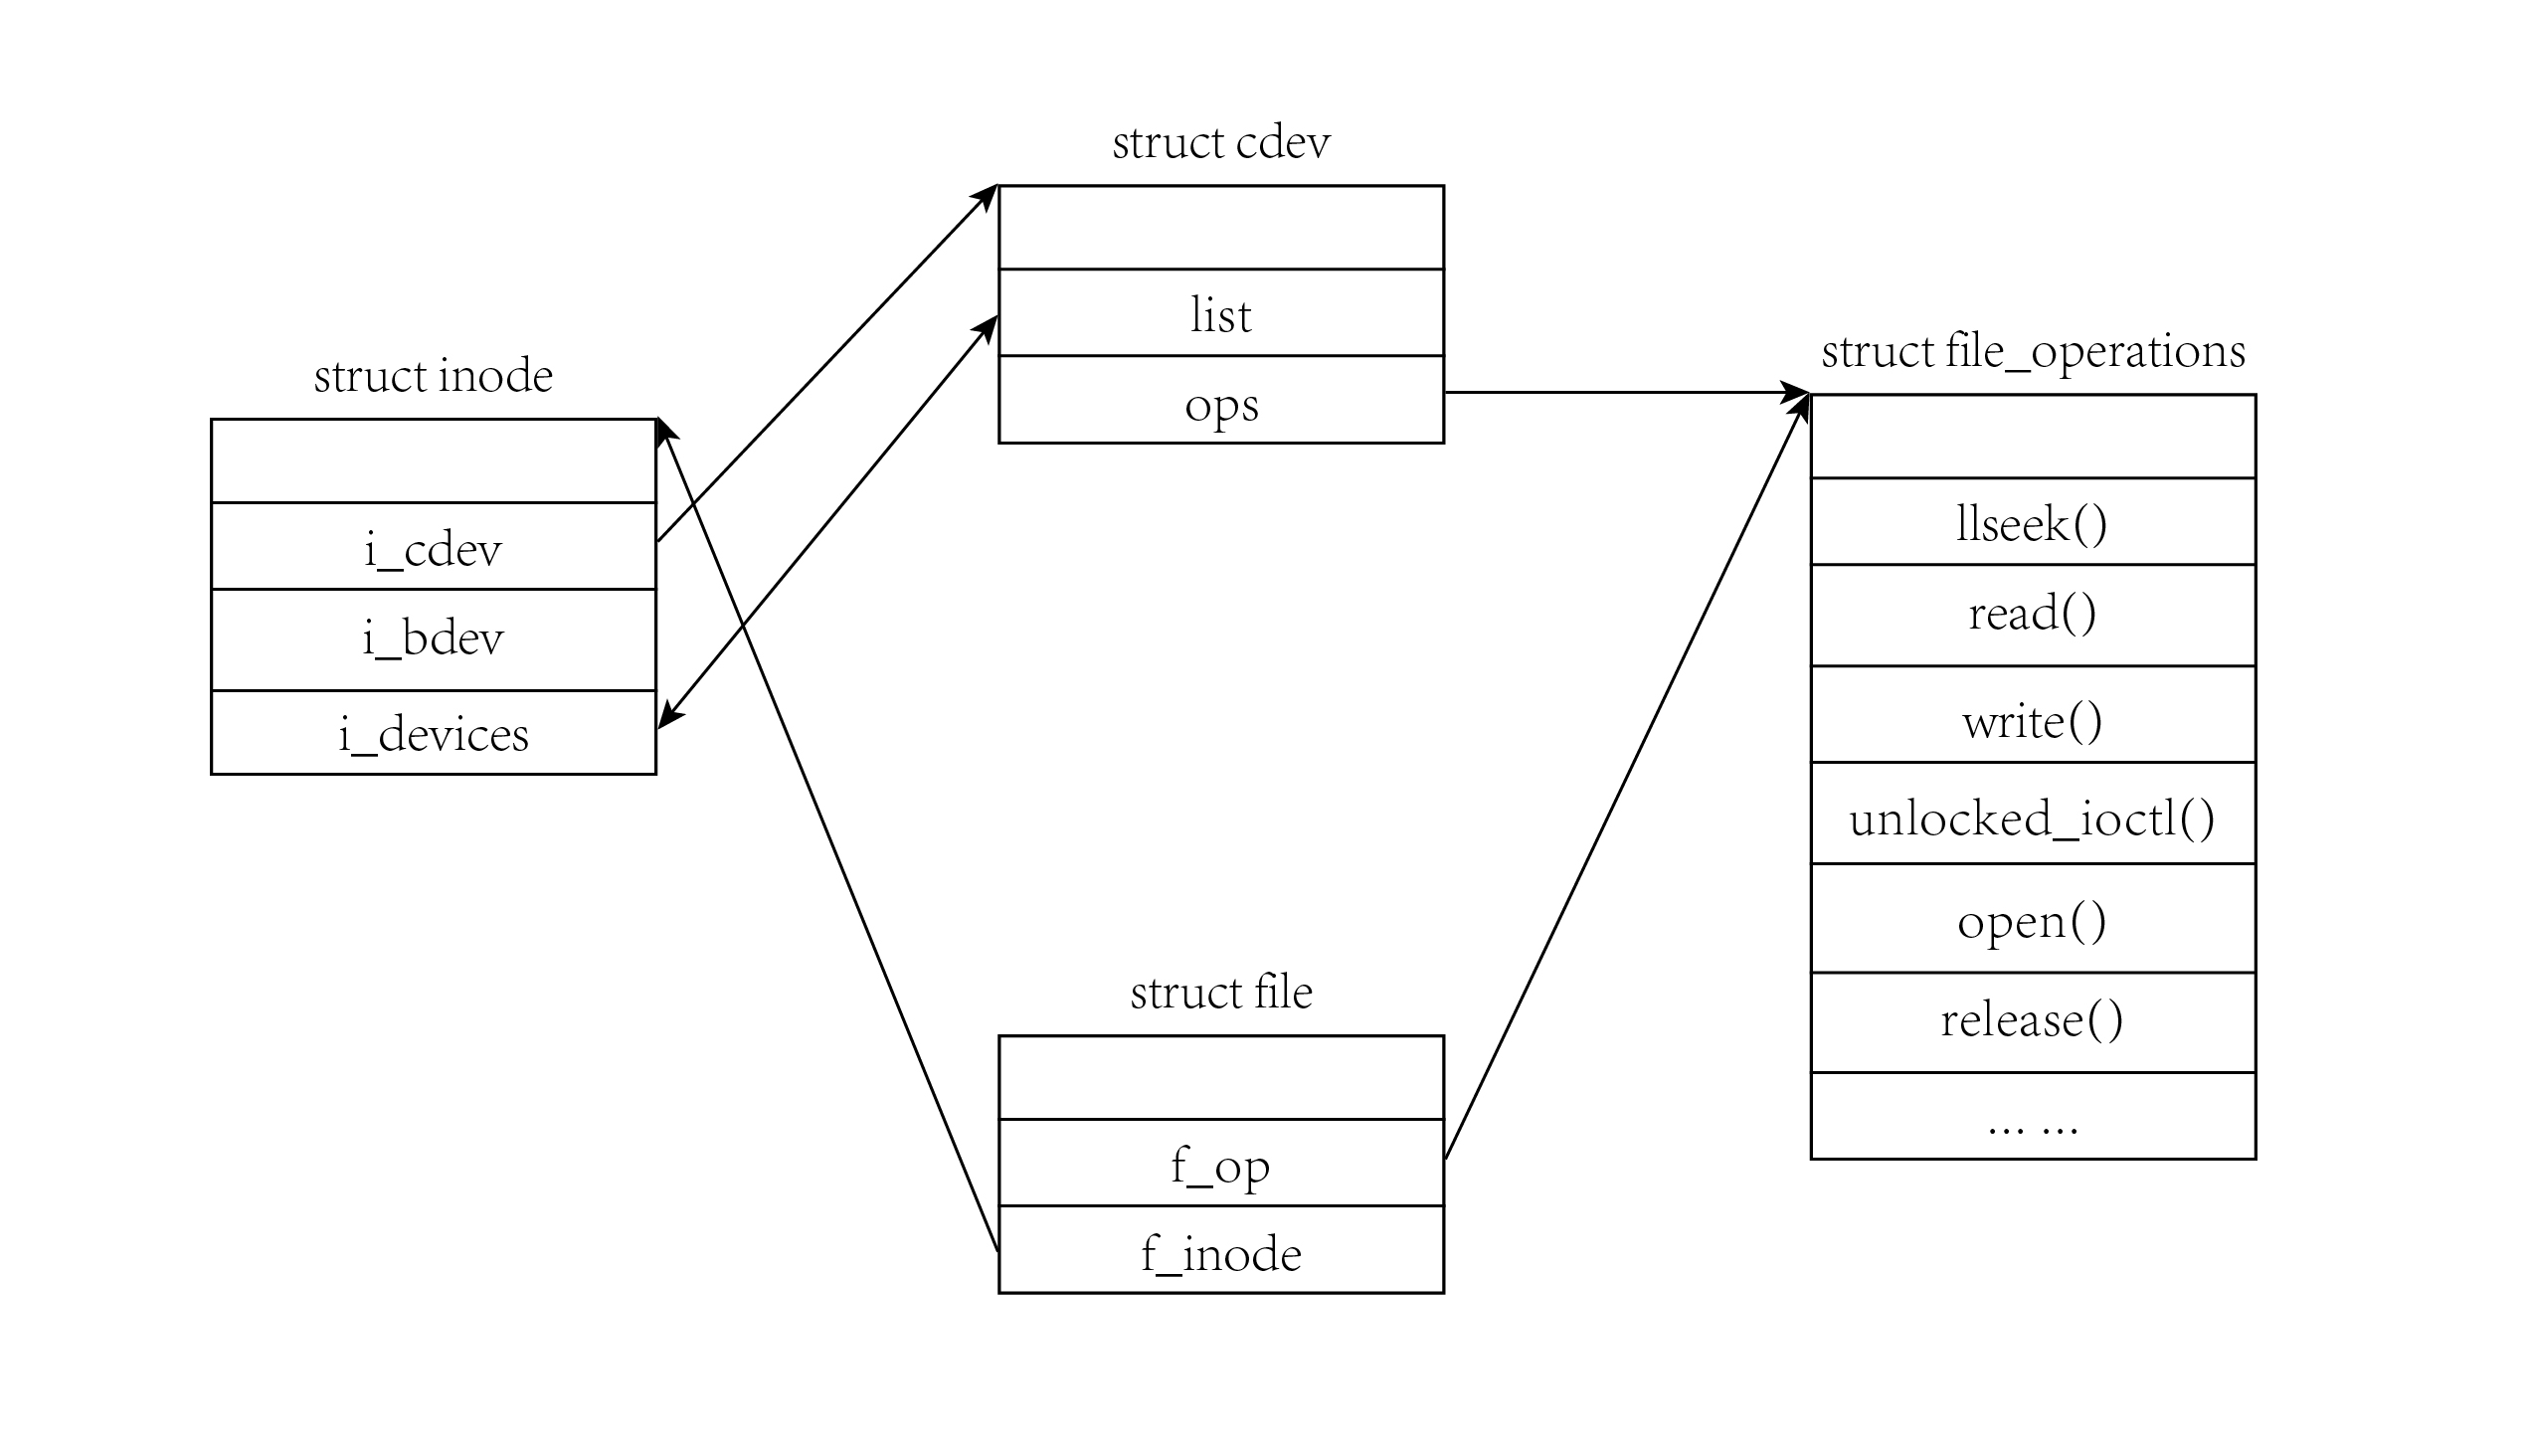 struct cdev
list
ops
struct inode
i_cdev
i_bdev
i_devices
struct file_operations
llseek()
read()
write()
unlocked_ioctl()
open()
release()
... ...
struct file
f_op
f_inode